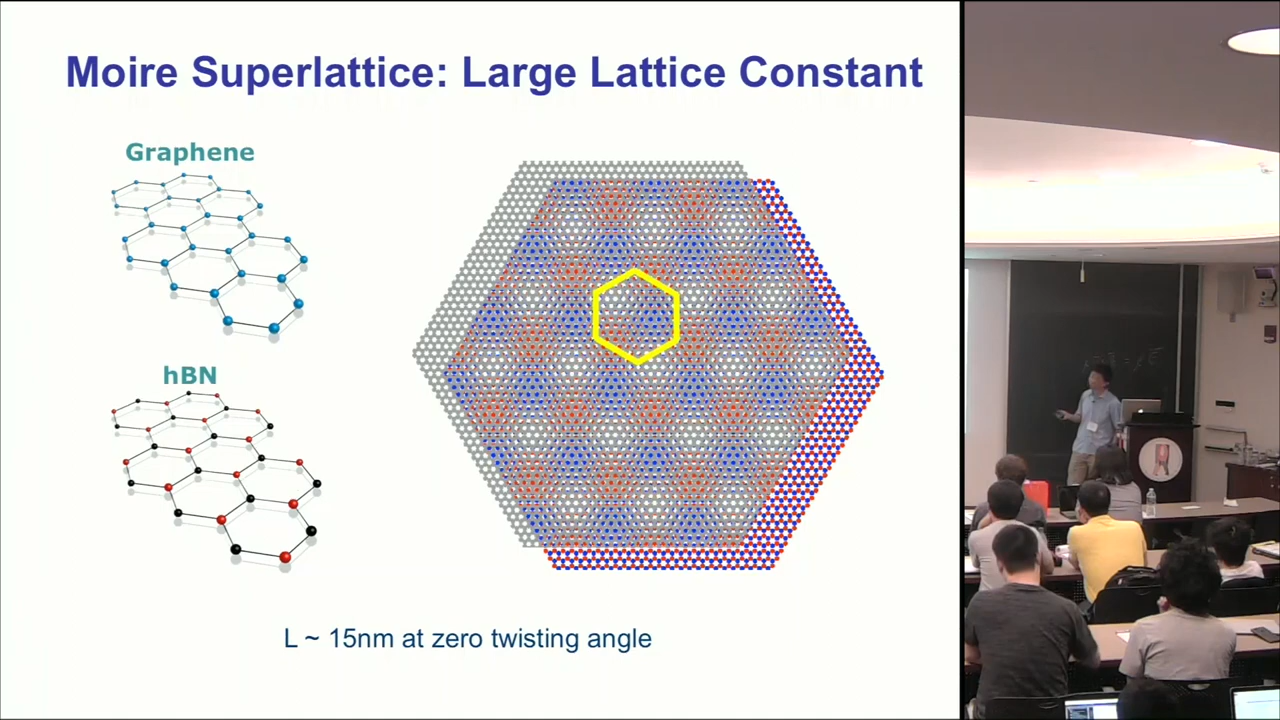 Moire Superlattice: Large Lattice Constant
Graphene
hBN
L ~ 15nm at zero twisting angle